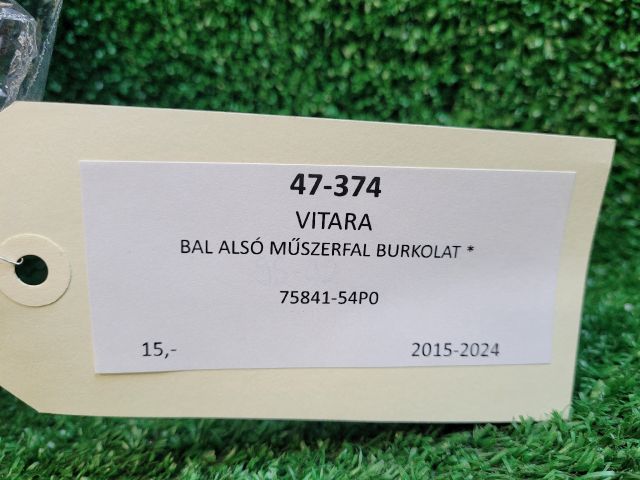 47-374
VITARA
BAL ALSÓ MŰSZERFAL BURKOLAT *
75841-54P0
15,- 2015-2024